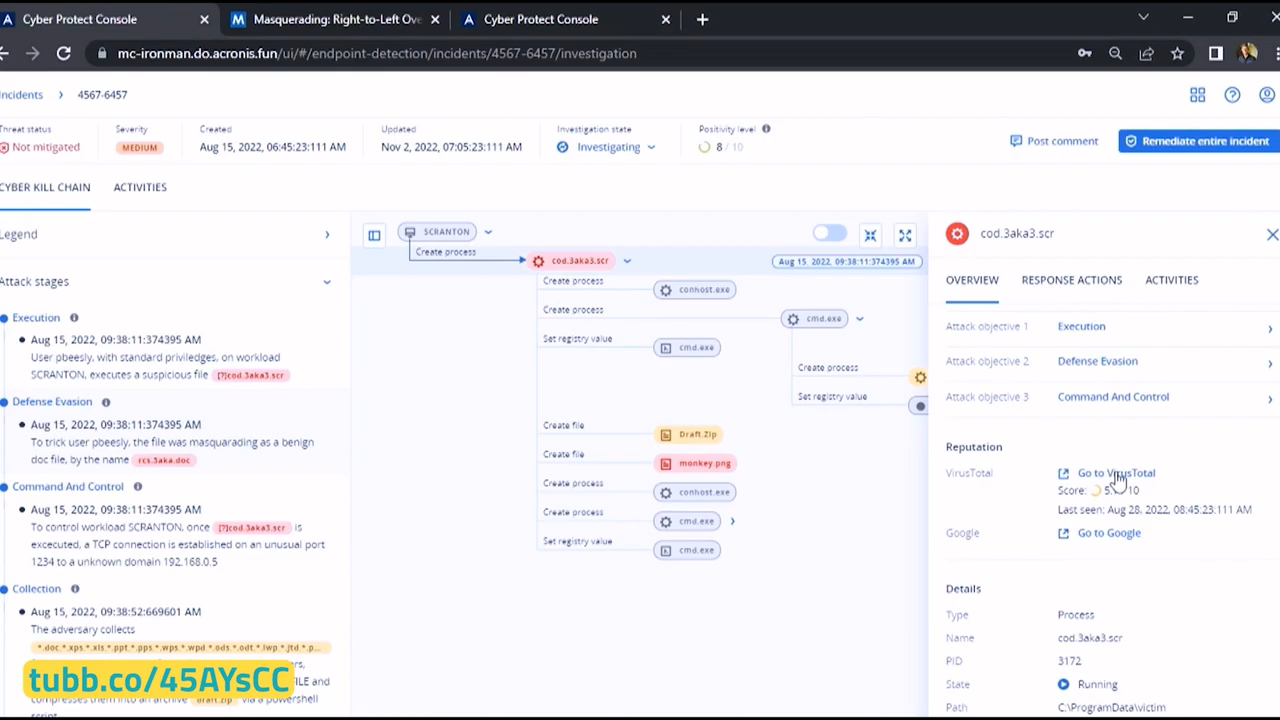 Cyber Protect Console
Masquerading: Right-to-Left Ove
Cyber Protect Console
mc-ironman.do.acronis.fun/ui/#/endpoint-detection/incidents/4567-6457/investigation
Incidents
4567-6457
Threat status
Not mitigated
Severity
MEDIUM
Created
Aug 15, 2022, 06:45:23:111 AM
Updated
Nov 2, 2022, 07:05:23:111 AM
Investigation state
Investigating
Positivity level
8 / 10
Post comment
Remediate entire incident
CYBER KILL CHAIN
ACTIVITIES
Legend
Attack stages
Execution
Aug 15, 2022, 09:38:11:374395 AM
User pbeesly, with standard priviledges, on workload
SCRANTON, executes a suspicious file [?]cod.3aka3.scr
Defense Evasion
Aug 15, 2022, 09:38:11:374395 AM
To trick user pbeesly, the file was masquarading as a benign
doc file, by the name rcs.3aka.doc
Command And Control
Aug 15, 2022, 09:38:11:374395 AM
To control workload SCRANTON, once [?]cod.3aka3.scr is
excecuted, a TCP connection is established on an unusual port
1234 to a unknown domain 192.168.0.5
Collection
Aug 15, 2022, 09:38:52:669601 AM
The adversary collects
*.doc.*.xps.*.xls.*.ppt.*.pps.*.wps.*.wpd.*.ods.*.odt.*.lwp.*.jtd.*.p...
ILE and
compresses them into an archive draft.zip via a powershell
script
tubb.co/45AYsCC
SCRANTON
Create process
cod.3aka3.scr
Aug 15, 2022, 09:38:11:374395 AM
Create process
conhost.exe
Create process
cmd.exe
Set registry value
cmd.exe
Create process
Set registry value
Create file
Draft.Zip
Create file
monkey.png
Create process
conhost.exe
Create process
cmd.exe
Set registry value
cmd.exe
cod.3aka3.scr
OVERVIEW
RESPONSE ACTIONS
ACTIVITIES
Attack objective 1
Execution
Attack objective 2
Defense Evasion
Attack objective 3
Command And Control
Reputation
VirusTotal
Go to VirusTotal
Score:
10
Last seen: Aug 28, 2022, 08:45:23:111 AM
Google
Go to Google
Details
Type
Process
Name
cod.3aka3.scr
PID
3172
State
Running
Path
C:\ProgramData\victim